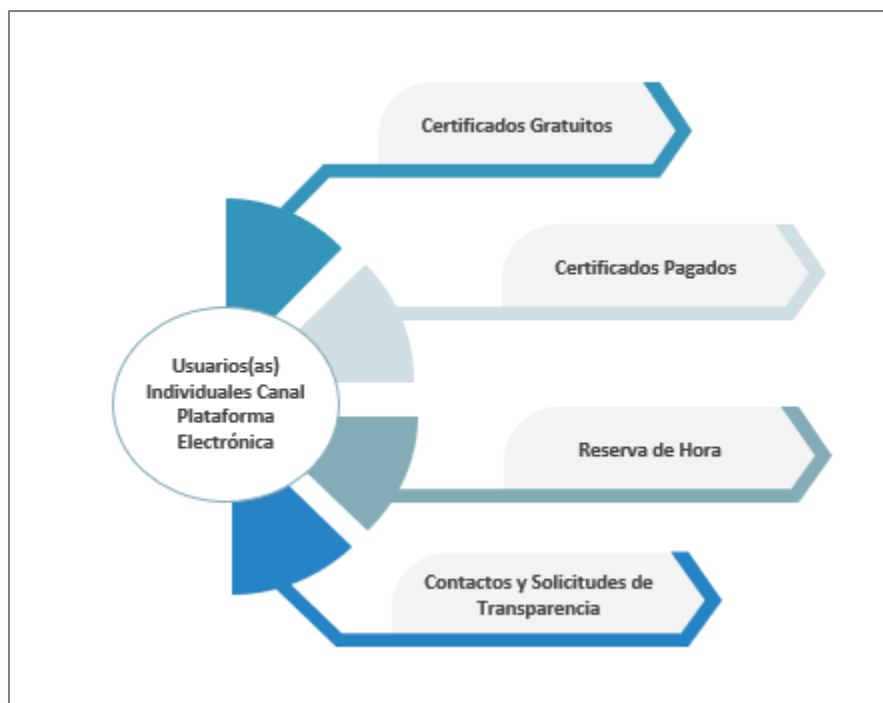 Certificados Gratuitos
Certificados Pagados
Usuarios(as)
Individuales Canal
Plataforma
Electrónica
Reserva de Hora
Contactos y Solicitudes de
Transparencia